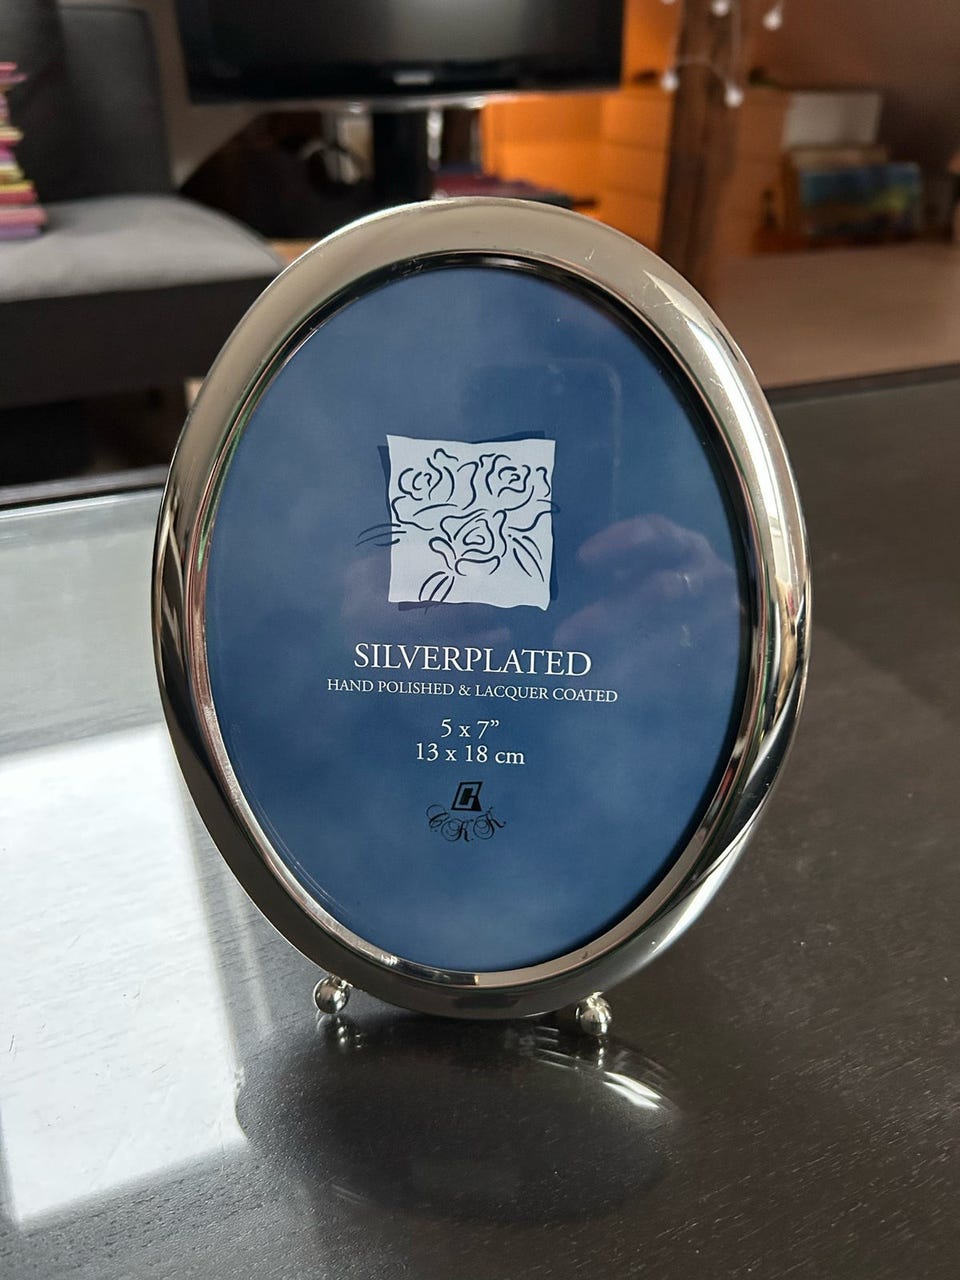 SILVERPLATED
HAND POLISHED & LACQUER COATED
5 x 7”
13 x 18 cm
C
C.K.K.